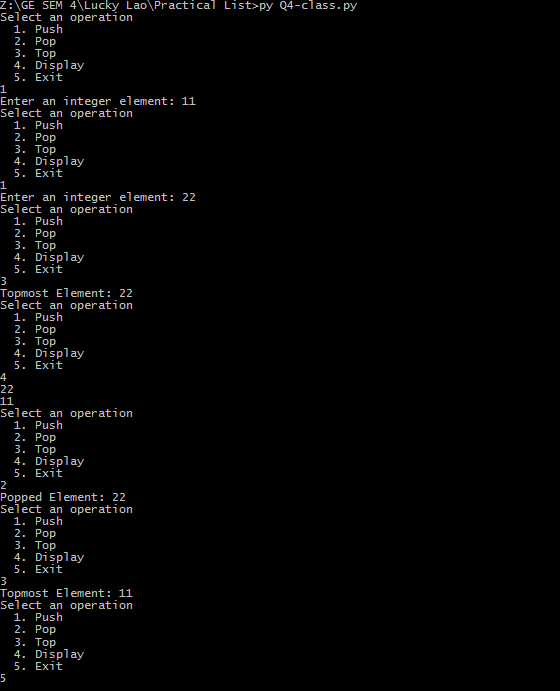 Z:\GE SEM 4\Lucky Lao\Practical List>py Q4-class.py
Select an operation
  1. Push
  2. Pop
  3. Top
  4. Display
  5. Exit
1
Enter an integer element: 11
Select an operation
  1. Push
  2. Pop
  3. Top
  4. Display
  5. Exit
1
Enter an integer element: 22
Select an operation
  1. Push
  2. Pop
  3. Top
  4. Display
  5. Exit
3
Topmost Element: 22
Select an operation
  1. Push
  2. Pop
  3. Top
  4. Display
  5. Exit
4
22
11
Select an operation
  1. Push
  2. Pop
  3. Top
  4. Display
  5. Exit
2
Popped Element: 22
Select an operation
  1. Push
  2. Pop
  3. Top
  4. Display
  5. Exit
3
Topmost Element: 11
Select an operation
  1. Push
  2. Pop
  3. Top
  4. Display
  5. Exit
5